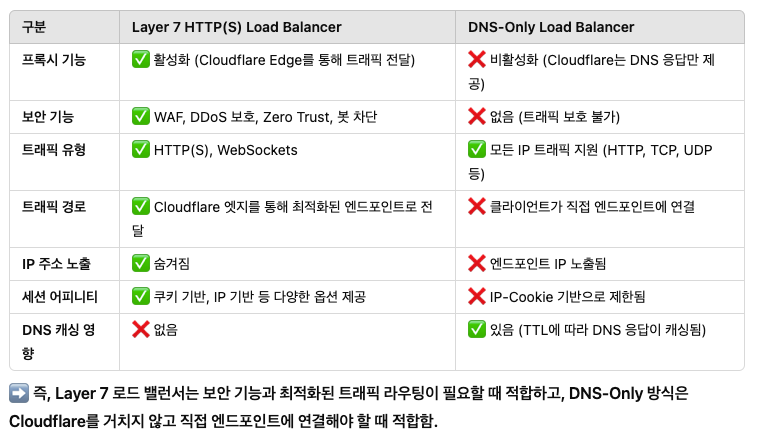 구분 Layer 7 HTTP(S) Load Balancer DNS-Only Load Balancer
프록시 기능 ✅ 활성화 (Cloudflare Edge를 통해 트래픽 전달) ❌ 비활성화 (Cloudflare는 DNS 응답만 제
공)
보안 기능 ✅ WAF, DDoS 보호, Zero Trust, 봇 차단 ❌ 없음 (트래픽 보호 불가)
트래픽 유형 ✅ HTTP(S), WebSockets ✅ 모든 IP 트래픽 지원 (HTTP, TCP, UDP
등)
트래픽 경로 ✅ Cloudflare 엣지를 통해 최적화된 엔드포인트로 전 ❌ 클라이언트가 직접 엔드포인트에 연결
달
IP 주소 노출 ✅ 숨겨짐 ❌ 엔드포인트 IP 노출됨
세션 어피니티 ✅ 쿠키 기반, IP 기반 등 다양한 옵션 제공 ❌ IP-Cookie 기반으로 제한됨
DNS 캐싱 영 ❌ 없음 ✅ 있음 (TTL에 따라 DNS 응답이 캐싱됨)
향
➡️ 즉, Layer 7 로드 밸런서는 보안 기능과 최적화된 트래픽 라우팅이 필요할 때 적합하고, DNS-Only 방식은
Cloudflare를 거치지 않고 직접 엔드포인트에 연결해야 할 때 적합함.